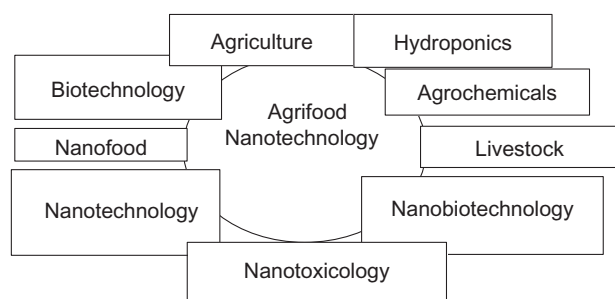 Agriculture
Hydroponics
Biotechnology
Agrochemicals
Agrifood
Nanotechnology
Nanofood
Livestock
Nanotechnology
Nanobiotechnology
Nanotoxicology